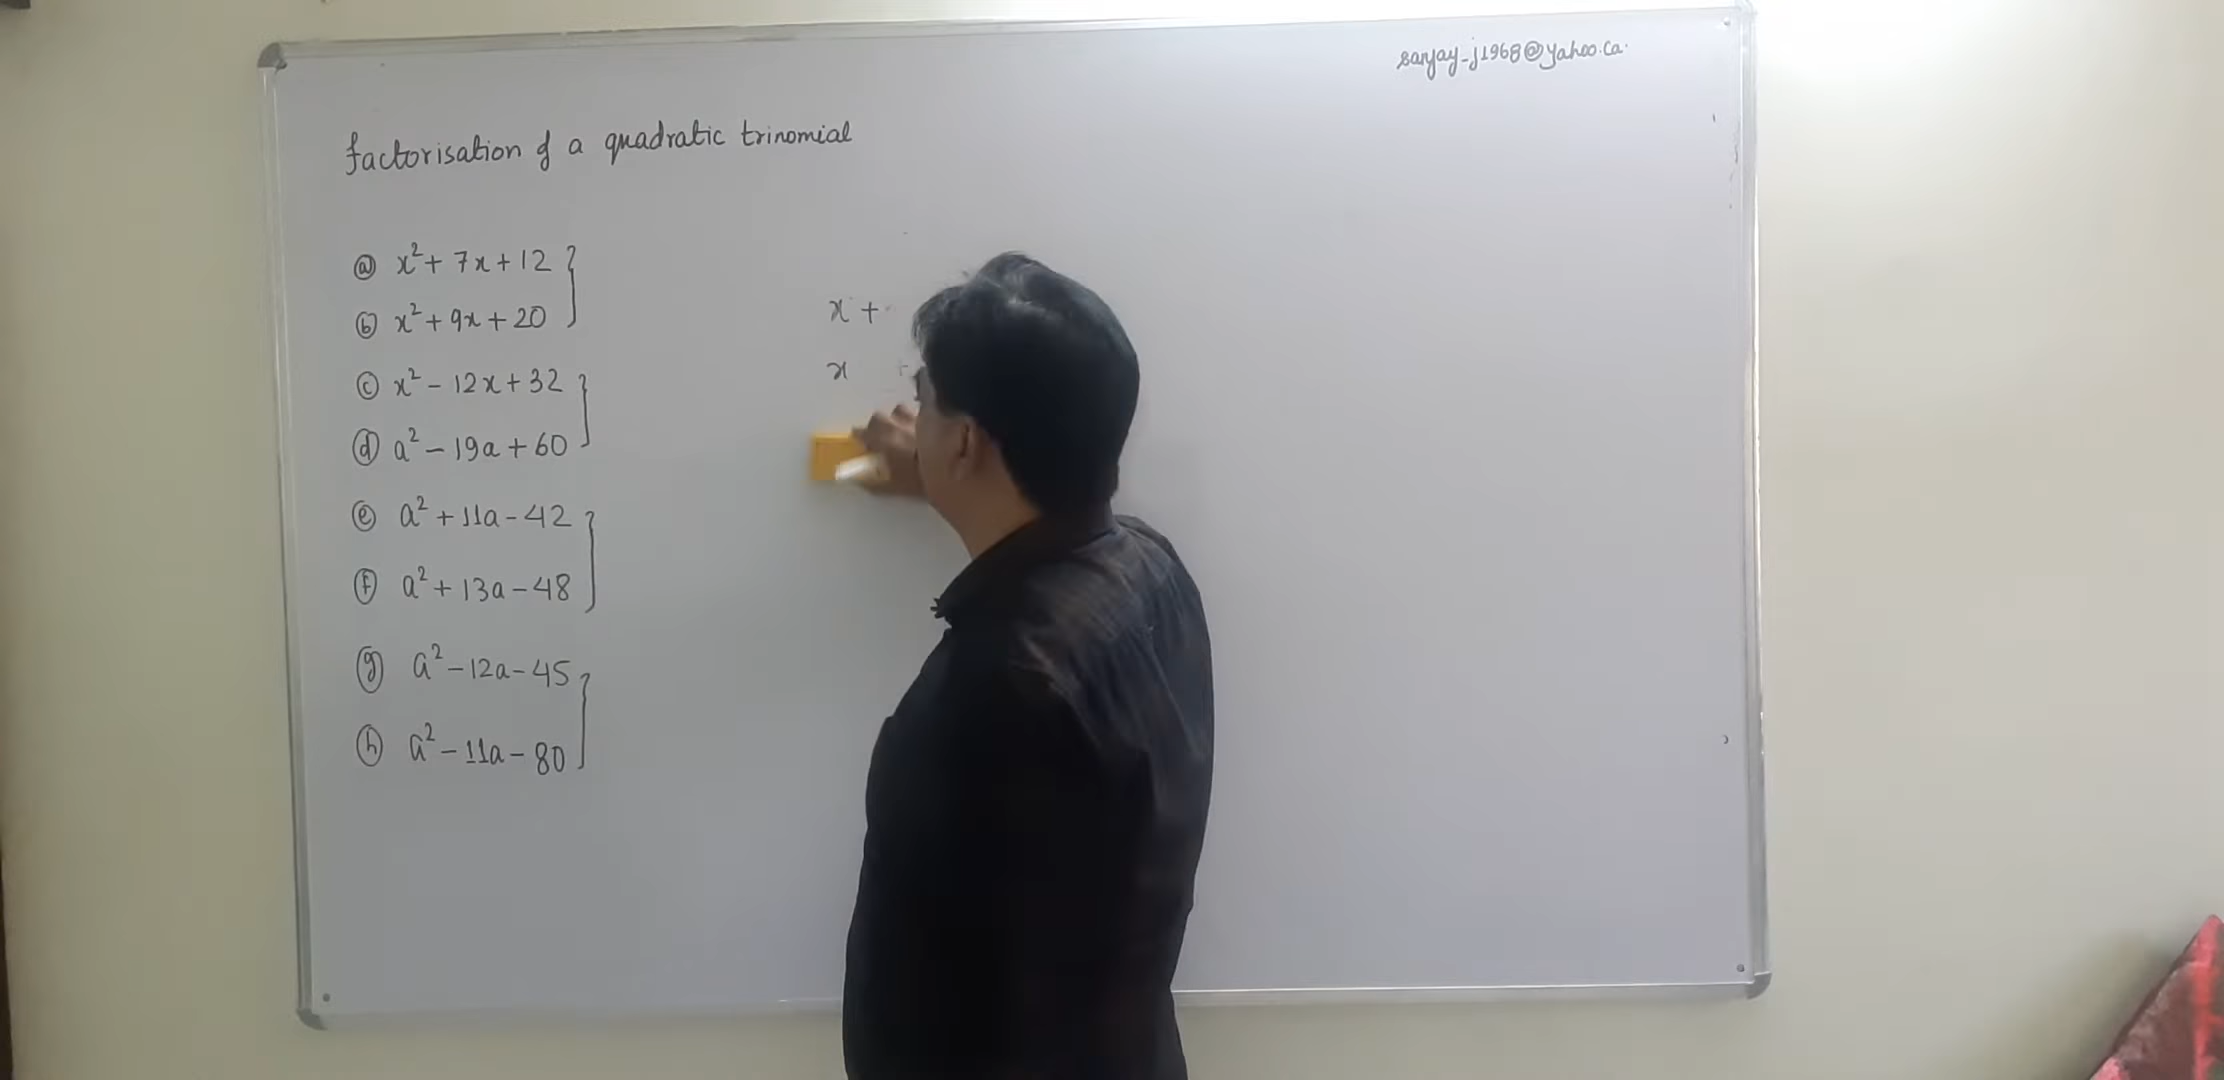 sanjay-j1968@yahoo.ca.
factorisation of a quadratic trinomial
ⓐ x² + 7x + 12
ⓑ x² + 9x + 20
ⓒ x² - 12x + 32
ⓓ a² - 19a + 60
ⓔ a² + 11a - 42
ⓕ a² + 13a - 48
ⓖ a² - 12a - 45
ⓗ a² - 11a - 80
x +
x